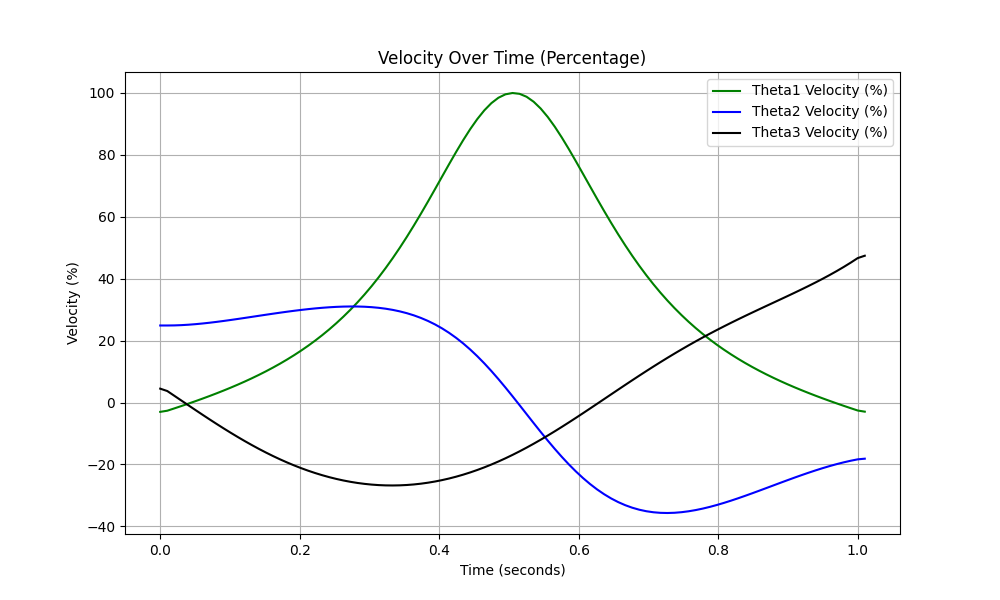 Velocity Over Time (Percentage)
Theta1 Velocity (%)
Theta2 Velocity (%)
Theta3 Velocity (%)
Velocity (%)
100
80
60
40
20
0
−20
−40
0.0 0.2 0.4 0.6 0.8 1.0
Time (seconds)